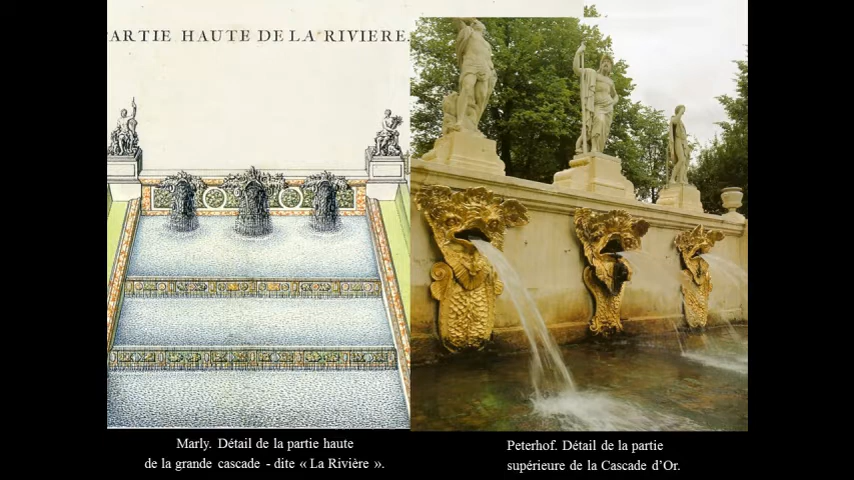 PARTIE HAUTE DE LA RIVIERE
Marly. Détail de la partie haute
de la grande cascade - dite « La Rivière ».
Peterhof. Détail de la partie
supérieure de la Cascade d’Or.